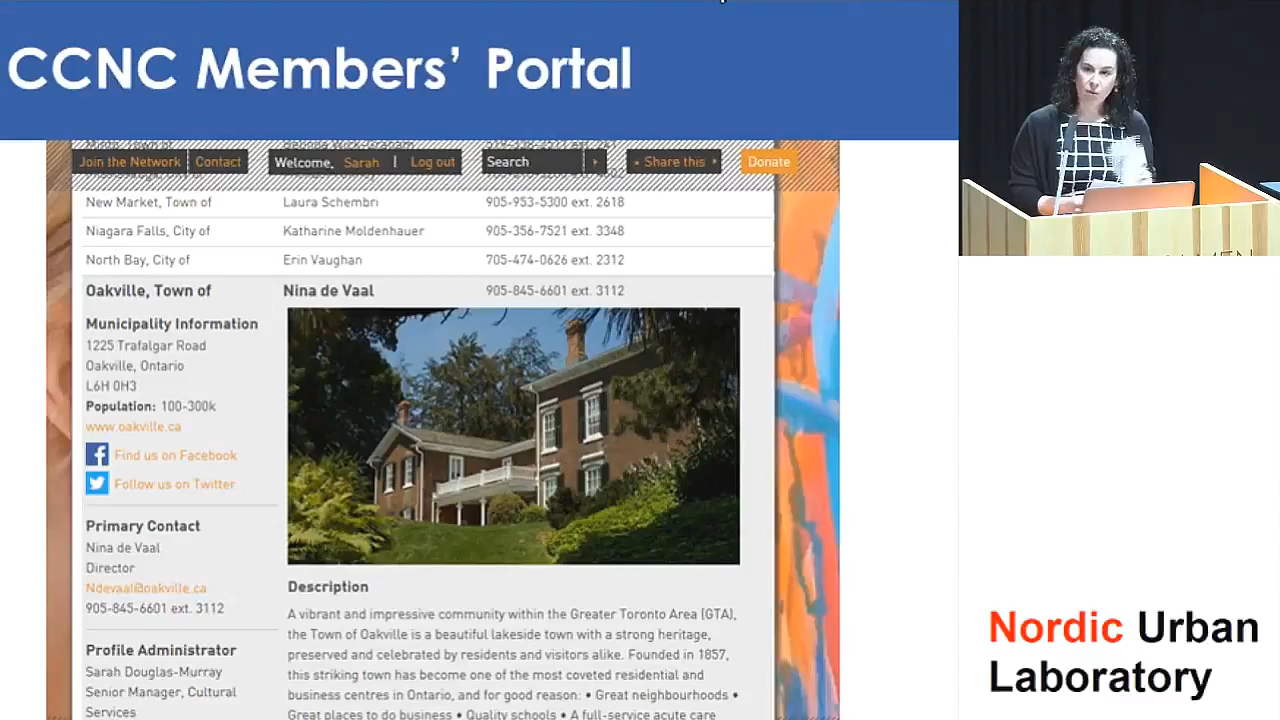 CCNC Members’ Portal
Join the Network
Contact
Welcome, Sarah | Log out
Search
Share this
Donate
New Market, Town of Laura Schembri 905-953-5300 ext. 2618
Niagara Falls, City of Katharine Moldenhauer 905-356-7521 ext. 3348
North Bay, City of Erin Vaughan 705-474-0626 ext. 2312
Oakville, Town of Nina de Vaal 905-845-6601 ext. 3112
Municipality Information
1225 Trafalgar Road
Oakville, Ontario
L6H 0H3
Population: 100-300k
www.oakville.ca
Find us on Facebook
Follow us on Twitter
Primary Contact
Nina de Vaal
Director
Ndevaal@oakville.ca
905-845-6601 ext. 3112
Profile Administrator
Sarah Douglas-Murray
Senior Manager, Cultural
Services
Description
A vibrant and impressive community within the Greater Toronto Area (GTA),
the Town of Oakville is a beautiful lakeside town with a strong heritage,
preserved and celebrated by residents and visitors alike. Founded in 1857,
this striking town has become one of the most coveted residential and
business centres in Ontario, and for good reason: • Great neighbourhoods •
Great places to do business • Quality schools • A full-service acute care
Nordic Urban
Laboratory